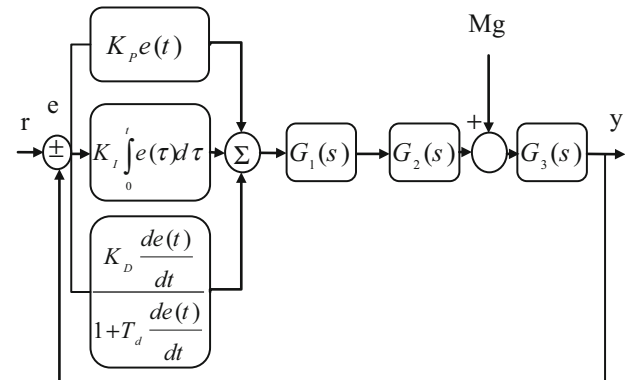 Mg
K_P e(t)
e
r
±
K_I ∫_0^t e(τ)dτ
Σ
G_1(s)
G_2(s)
+
G_3(s)
y
K_D de(t)/dt
1+T_d de(t)/dt